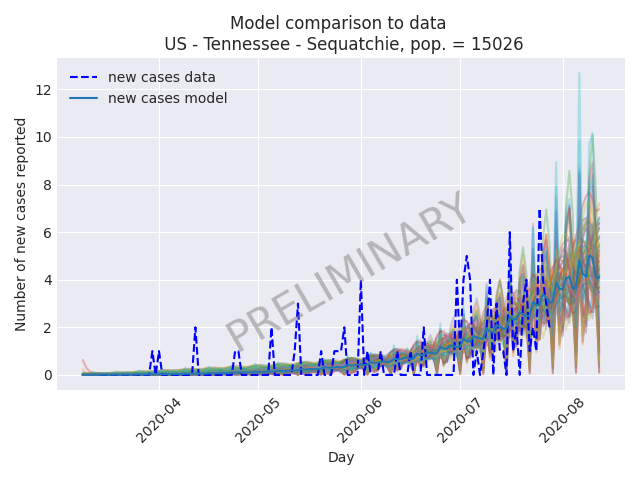 Model comparison to data
US - Tennessee - Sequatchie, pop. = 15026
new cases data
new cases model
Number of new cases reported
12
10
8
6
4
2
0
PRELIMINARY
2020-04
2020-05
2020-06
2020-07
2020-08
Day